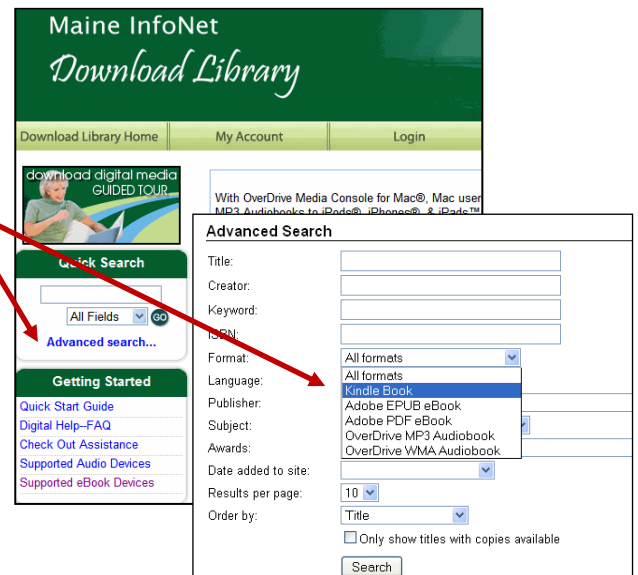 Maine InfoNet
Download Library
Download Library Home
My Account
Login
download digital media
GUIDED TOUR
With OverDrive Media Console for Mac®, Mac user
MP3 Audiobooks to iPods®, iPhones®, & iPads™
Quick Search
All Fields
GO
Advanced search...
Getting Started
Quick Start Guide
Digital Help--FAQ
Check Out Assistance
Supported Audio Devices
Supported eBook Devices
Advanced Search
Title:
Creator:
Keyword:
ISBN:
Format: All formats
All formats
Kindle Book
Adobe EPUB eBook
Adobe PDF eBook
OverDrive MP3 Audiobook
OverDrive WMA Audiobook
Language:
Publisher:
Subject:
Awards:
Date added to site:
Results per page: 10
Order by: Title
Only show titles with copies available
Search